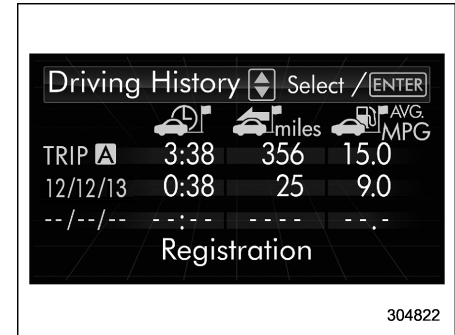 Driving History Select / ENTER
miles AVG. MPG
TRIP A 3:38 356 15.0
12/12/13 0:38 25 9.0
--/--/-- --:-- ---- --.-
Registration
304822